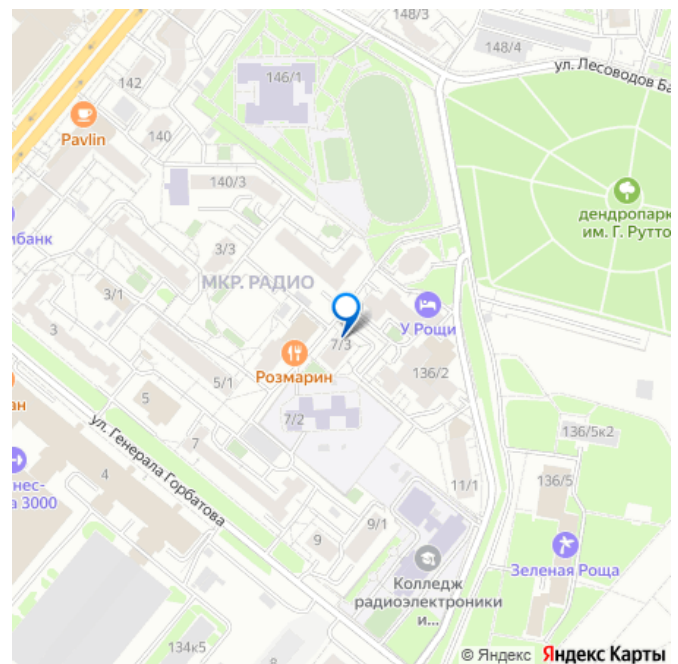 148/3
148/4
ул. Лесоводов Ба
146/1
142
Pavlin
140
140/3
дендропарк
им. Г. Рутто
мбанк
3/3
МКР. РАДИО
3/1
У Рощи
3
7/3
Розмарин
5/1
136/2
ан
5
7/2
ул. Генерала Горбатова
7
136/5к2
4
нес-
а 3000
11/1
136/5
9/1
9
Зеленая Роща
Колледж
радиоэлектроники
и...
134к5
8
© Яндекс Яндекс Карты